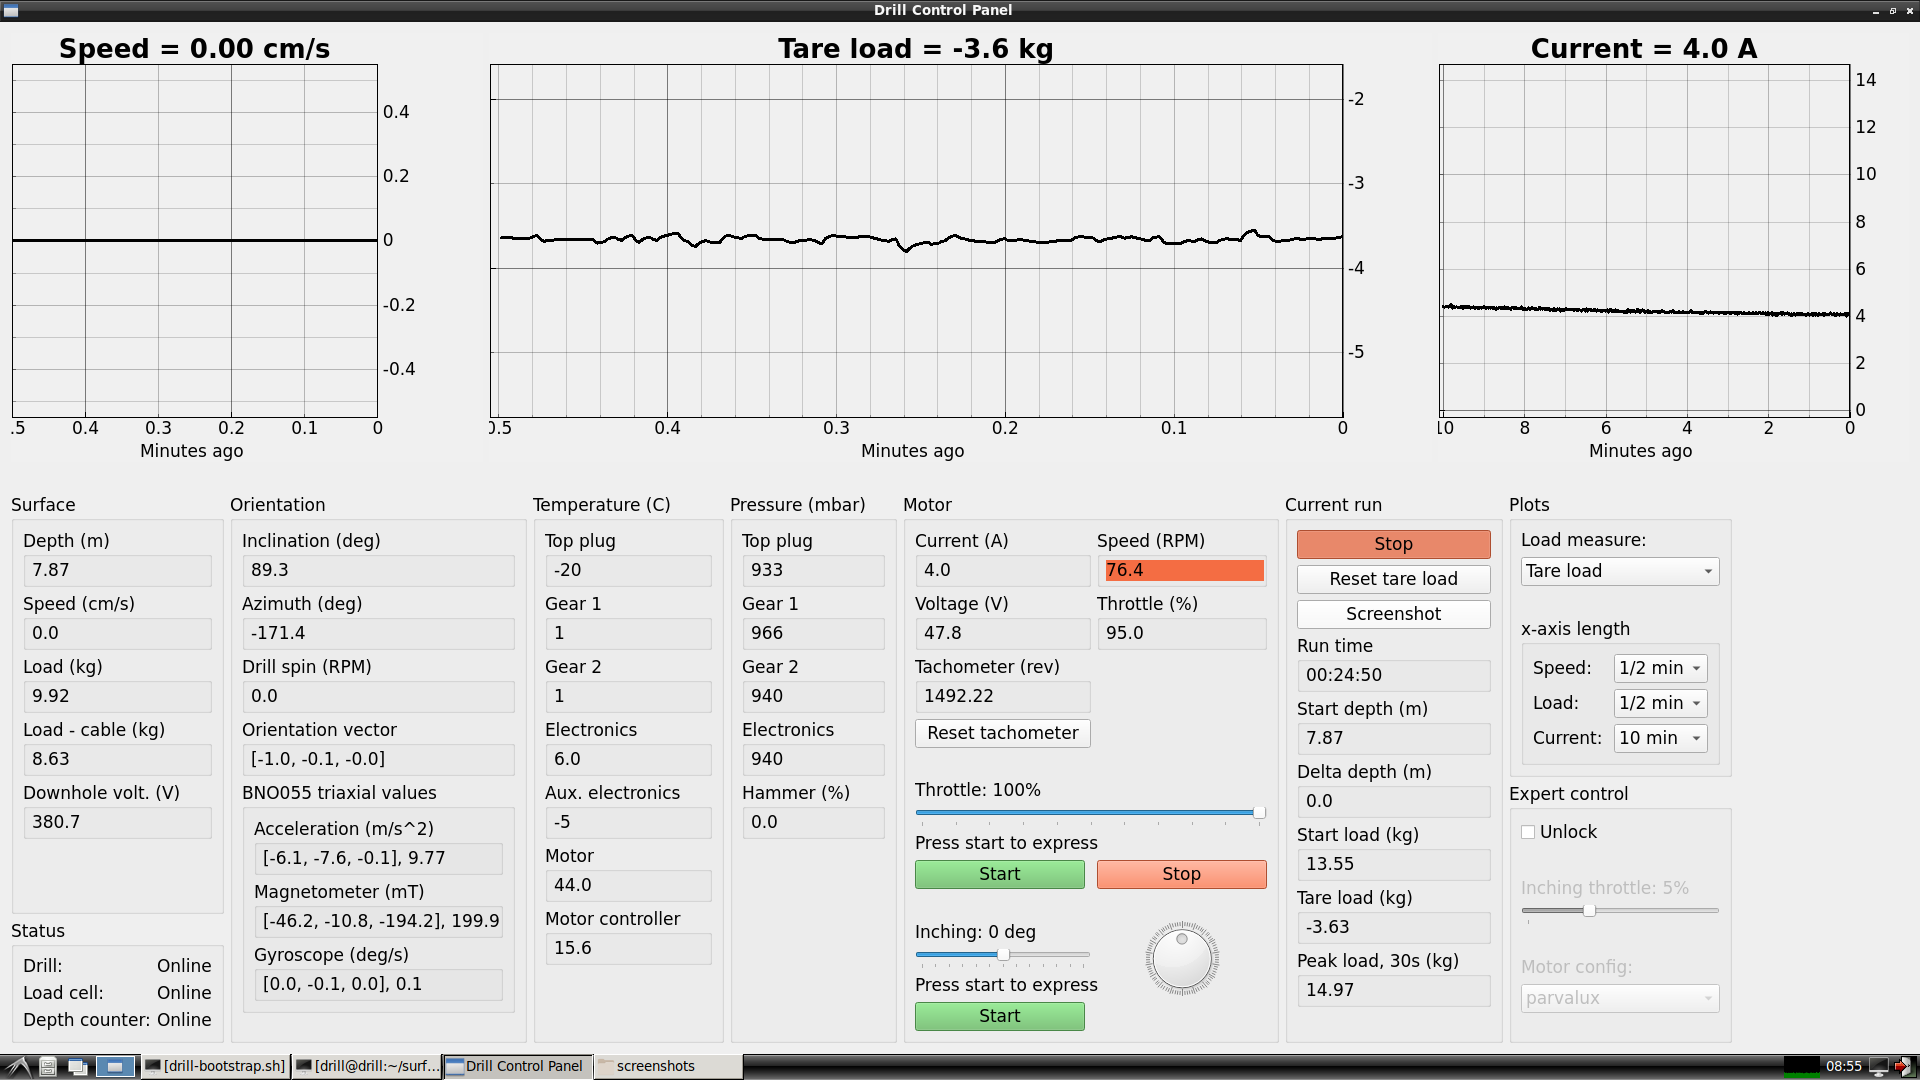 Drill Control Panel
Speed = 0.00 cm/s
0.4
0.2
0
-0.2
-0.4
.5 0.4 0.3 0.2 0.1 0
Minutes ago
Tare load = -3.6 kg
-2
-3
-4
-5
0.5 0.4 0.3 0.2 0.1 0
Minutes ago
Current = 4.0 A
14
12
10
8
6
4
2
0
10 8 6 4 2 0
Minutes ago
Surface
Depth (m)
7.87
Speed (cm/s)
0.0
Load (kg)
9.92
Load - cable (kg)
8.63
Downhole volt. (V)
380.7
Status
Drill: Online
Load cell: Online
Depth counter: Online
Orientation
Inclination (deg)
89.3
Azimuth (deg)
-171.4
Drill spin (RPM)
0.0
Orientation vector
[-1.0, -0.1, -0.0]
BNO055 triaxial values
Acceleration (m/s^2)
[-6.1, -7.6, -0.1], 9.77
Magnetometer (mT)
[-46.2, -10.8, -194.2], 199.9
Gyroscope (deg/s)
[0.0, -0.1, 0.0], 0.1
Temperature (C)
Top plug
-20
Gear 1
1
Gear 2
1
Electronics
6.0
Aux. electronics
-5
Motor
44.0
Motor controller
15.6
Pressure (mbar)
Top plug
933
Gear 1
966
Gear 2
940
Electronics
940
Hammer (%)
0.0
Motor
Current (A) Speed (RPM)
4.0 76.4
Voltage (V) Throttle (%)
47.8 95.0
Tachometer (rev)
1492.22
Reset tachometer
Throttle: 100%
Press start to express
Start Stop
Inching: 0 deg
Press start to express
Start
Current run
Stop
Reset tare load
Screenshot
Run time
00:24:50
Start depth (m)
7.87
Delta depth (m)
0.0
Start load (kg)
13.55
Tare load (kg)
-3.63
Peak load, 30s (kg)
14.97
Plots
Load measure:
Tare load
x-axis length
Speed: 1/2 min
Load: 1/2 min
Current: 10 min
Expert control
Unlock
Inching throttle: 5%
Motor config:
parvalux
[drill-bootstrap.sh] [drill@drill:~/surf... Drill Control Panel screenshots 08:55